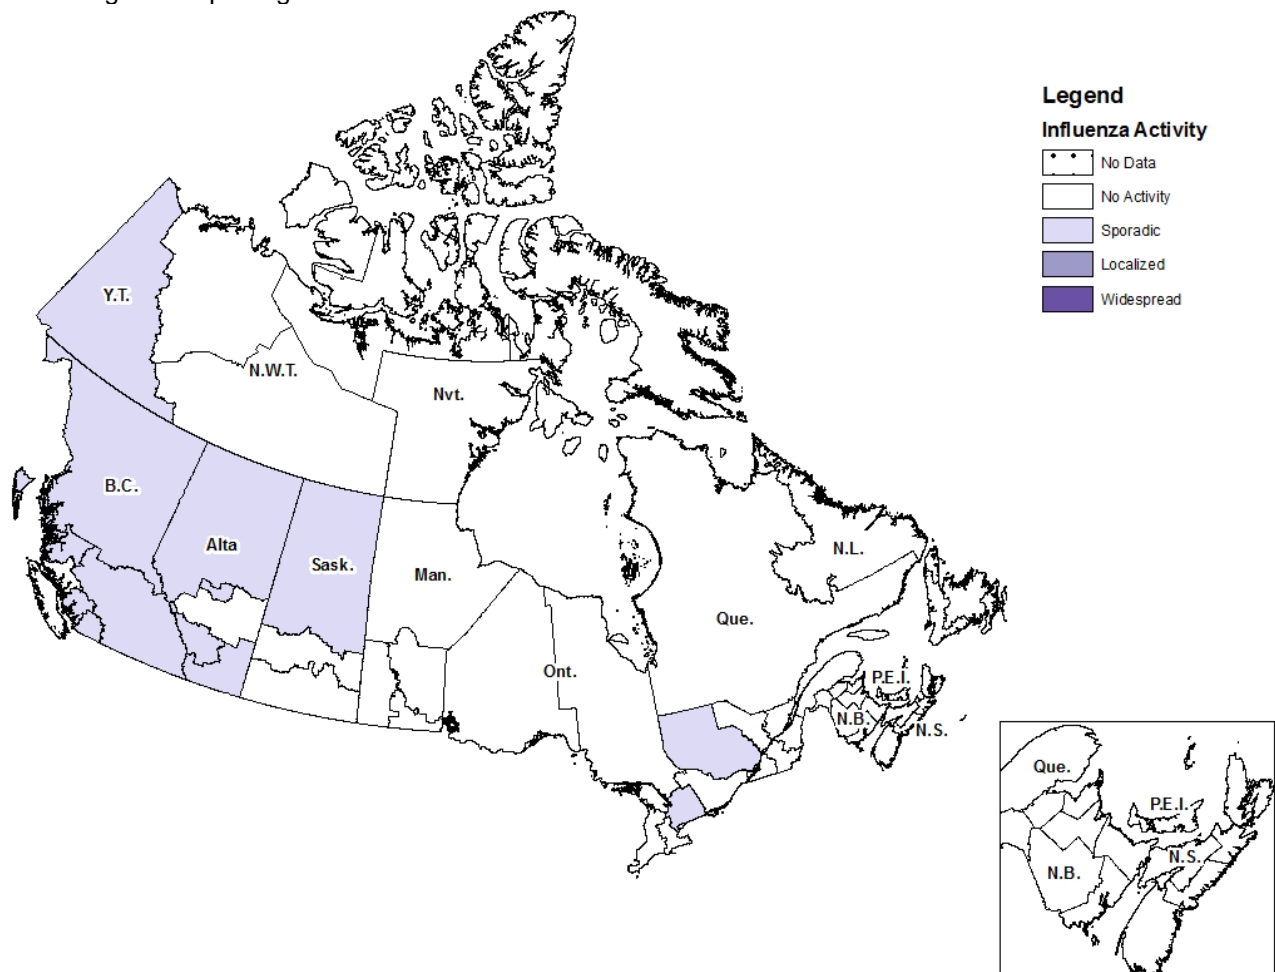 Legend
Influenza Activity
No Data
No Activity
Sporadic
Localized
Widespread
Y.T.
N.W.T.
Nvt.
B.C.
Alta
Sask.
Man.
Ont.
Que.
N.L.
P.E.I.
N.B.
N.S.
Que.
P.E.I.
N.S.
N.B.